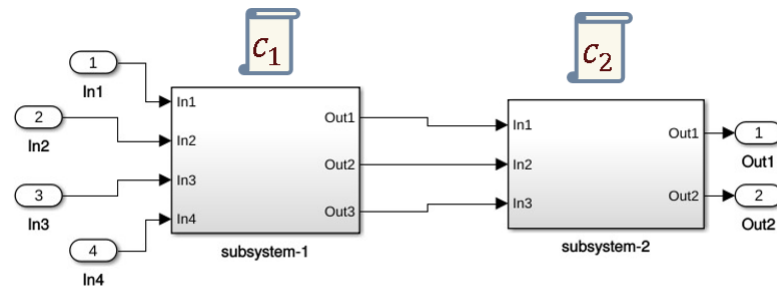 C₁
C₂
1
In1
2
In2
3
In3
4
In4
In1
In2
In3
In4
Out1
Out2
Out3
subsystem-1
In1
In2
In3
Out1
Out2
subsystem-2
1
Out1
2
Out2